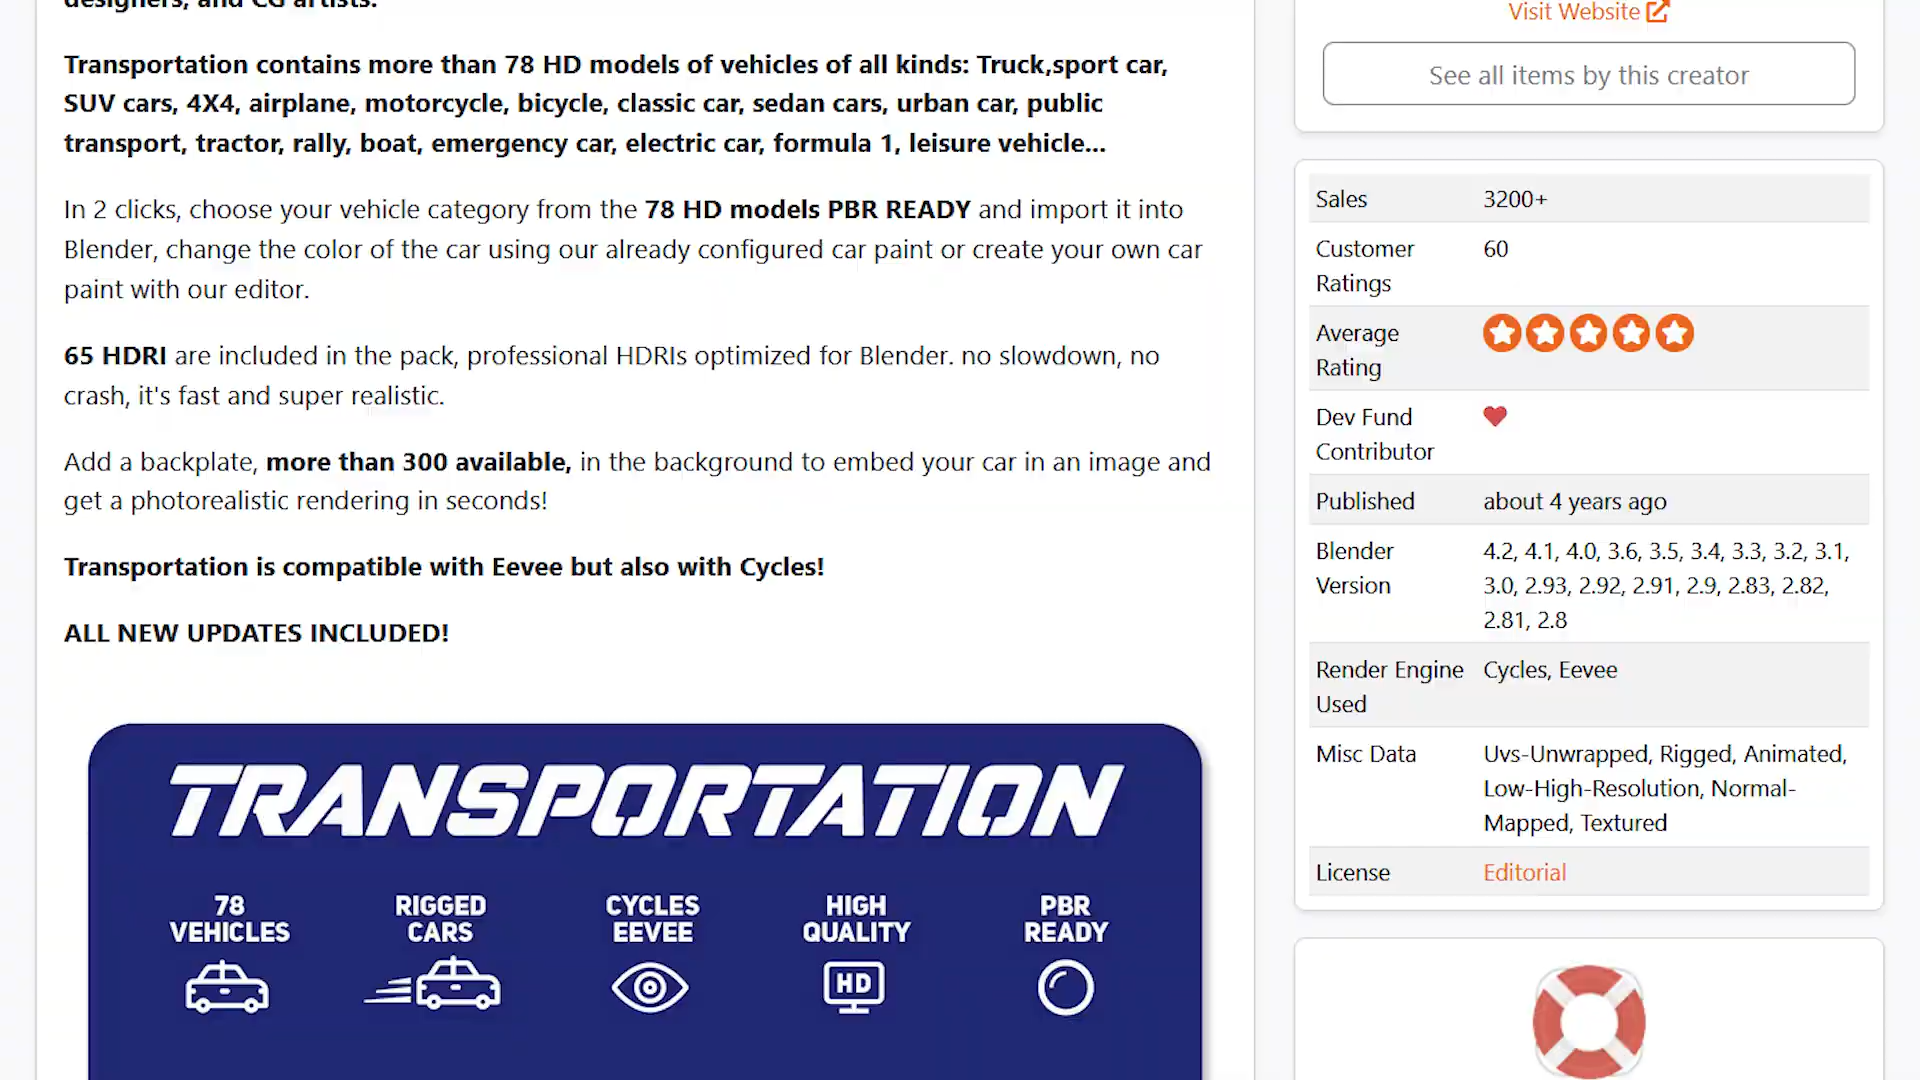 designers, and CG artists.
Transportation contains more than 78 HD models of vehicles of all kinds: Truck,sport car,
SUV cars, 4X4, airplane, motorcycle, bicycle, classic car, sedan cars, urban car, public
transport, tractor, rally, boat, emergency car, electric car, formula 1, leisure vehicle...
In 2 clicks, choose your vehicle category from the 78 HD models PBR READY and import it into
Blender, change the color of the car using our already configured car paint or create your own car
paint with our editor.
65 HDRI are included in the pack, professional HDRIs optimized for Blender. no slowdown, no
crash, it's fast and super realistic.
Add a backplate, more than 300 available, in the background to embed your car in an image and
get a photorealistic rendering in seconds!
Transportation is compatible with Eevee but also with Cycles!
ALL NEW UPDATES INCLUDED!
TRANSPORTATION
78
VEHICLES
RIGGED
CARS
CYCLES
EEVEE
HIGH
QUALITY
HD
PBR
READY
Visit Website
See all items by this creator
Sales 3200+
Customer 60
Ratings
Average
Rating
Dev Fund
Contributor
Published about 4 years ago
Blender 4.2, 4.1, 4.0, 3.6, 3.5, 3.4, 3.3, 3.2, 3.1,
Version 3.0, 2.93, 2.92, 2.91, 2.9, 2.83, 2.82,
2.81, 2.8
Render Engine Cycles, Eevee
Used
Misc Data Uvs-Unwrapped, Rigged, Animated,
Low-High-Resolution, Normal-
Mapped, Textured
License Editorial